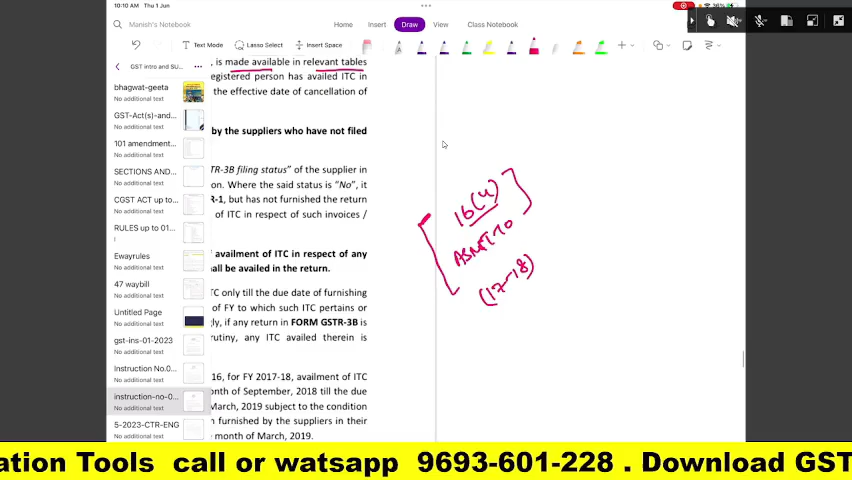 10:10 AM Thu 1 Jun
36%
Manish's Notebook
Home Insert Draw View Class Notebook
Text Mode Lasso Select Insert Space
GST intro and SU...
bhagwat-geeta
No additional text
GST-Act(s)-and...
No additional text
101 amendment...
No additional text
SECTIONS AND...
No additional text
CGST ACT up to...
No additional text
RULES up to 01...
I
Ewayrules
No additional text
47 waybill
No additional text
Untitled Page
No additional text
gst-ins-01-2023
No additional text
Instruction No.0...
No additional text
instruction-no-0...
No additional text
5-2023-CTR-ENG
No additional text
, is made available in relevant tables
egistered person has availed ITC in
the effective date of cancellation of
by the suppliers who have not filed
TR-3B filing status" of the supplier in
on. Where the said status is "No", it
R-1, but has not furnished the return
of ITC in respect of such invoices /
f availment of ITC in respect of any
hall be availed in the return.
TC only till the due date of furnishing
of FY to which such ITC pertains or
gly, if any return in FORM GSTR-3B is
rutiny, any ITC availed therein is
16, for FY 2017-18, availment of ITC
onth of September, 2018 till the due
March, 2019 subject to the condition
n furnished by the suppliers in their
month of March, 2019.
16(4)
(17-18)
ation Tools call or watsapp 9693-601-228 . Download GST